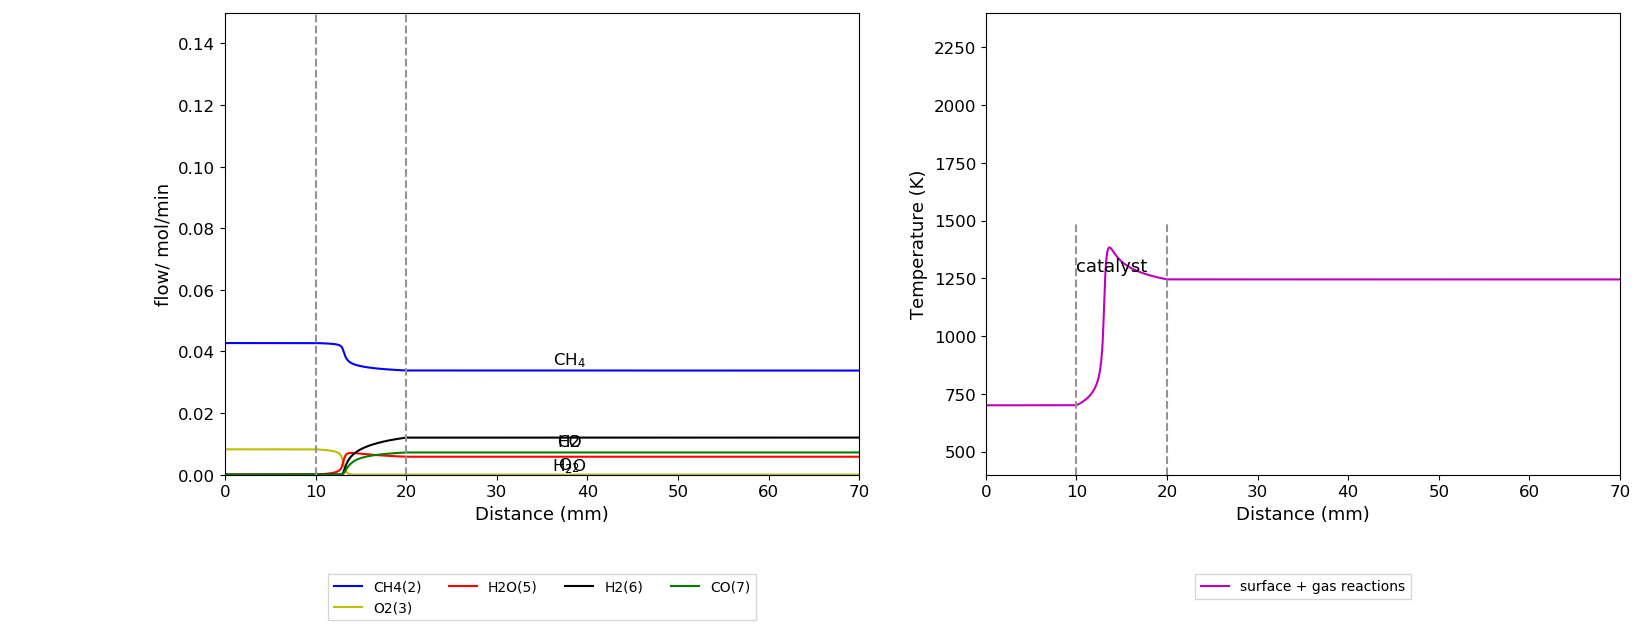 0.14
0.12
0.10
0.08
0.06
0.04
0.02
0.00
flow/ mol/min
CH4
0 10 20 30 40 50 60 70
Distance (mm)
CH4(2) H2O(5) H2(6) CO(7)
O2(3)
2250
2000
1750
1500
1250
1000
750
500
Temperature (K)
catalyst
0 10 20 30 40 50 60 70
Distance (mm)
surface + gas reactions